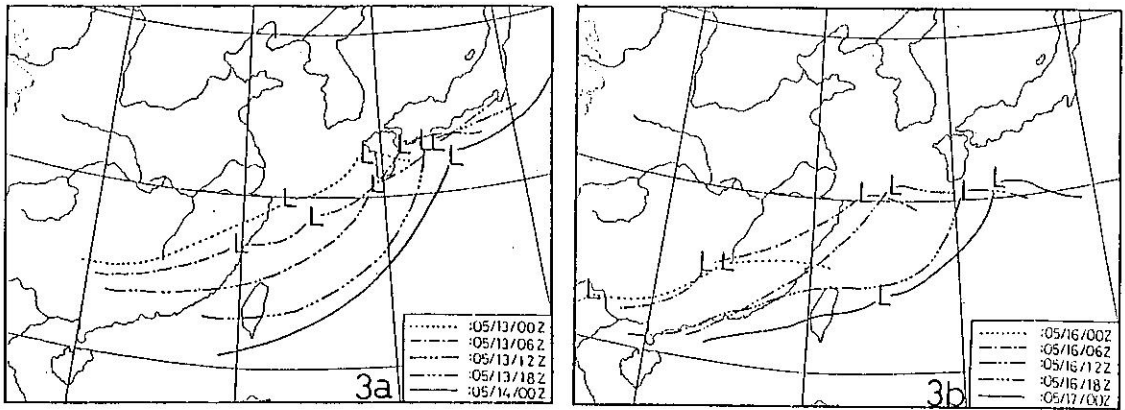 L L L L L
L
L
L
L
3a
:05/13/00Z
:05/13/06Z
:05/13/12Z
:05/13/18Z
:05/14/00Z
L L L L
L L
L
L
3b
:05/16/00Z
:05/16/06Z
:05/16/12Z
:05/16/18Z
:05/17/00Z